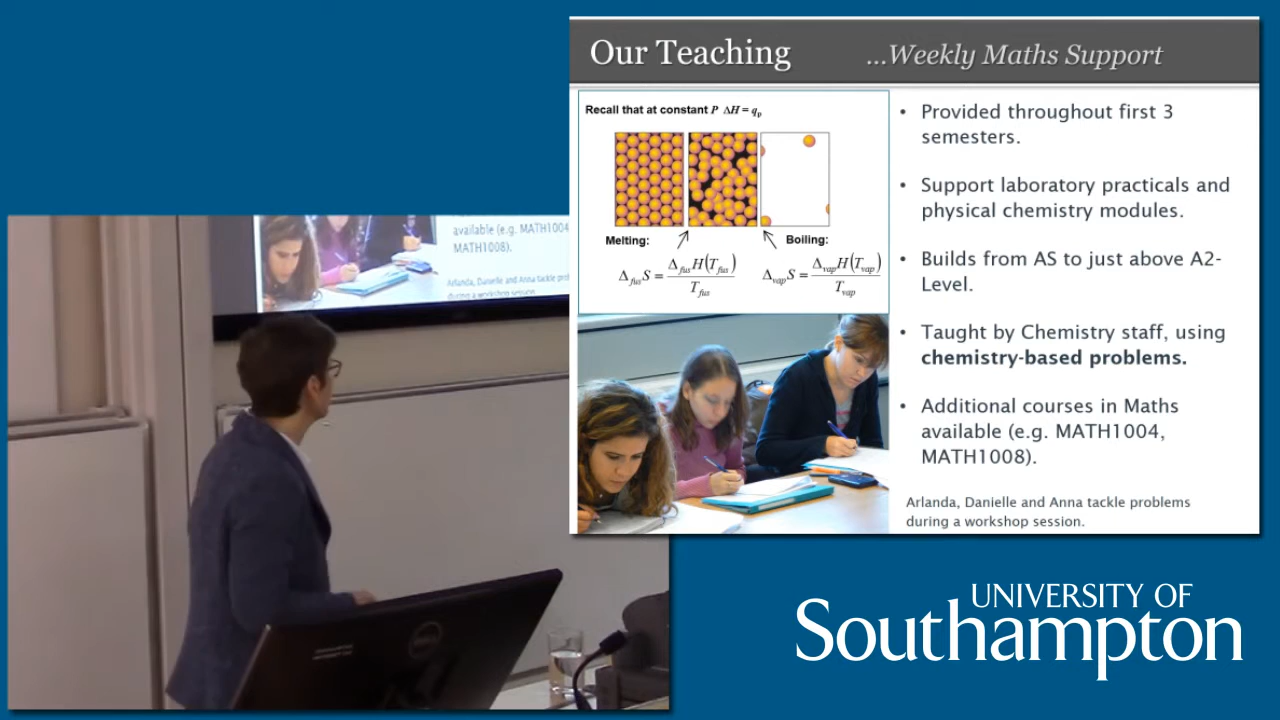 Our Teaching ...Weekly Maths Support
Recall that at constant P ΔH = qp
Melting:
Boiling:
ΔfusS = ΔfusH(Tfus) / Tfus
ΔvapS = ΔvapH(Tvap) / Tvap
• Provided throughout first 3
semesters.
• Support laboratory practicals and
physical chemistry modules.
• Builds from AS to just above A2-
Level.
• Taught by Chemistry staff, using
chemistry-based problems.
• Additional courses in Maths
available (e.g. MATH1004,
MATH1008).
Arlanda, Danielle and Anna tackle problems
during a workshop session.
available (e.g. MATH1004
MATH1008).
Arlanda, Danielle and Anna tackle
during a workshop session.
DELL
UNIVERSITY OF
Southampton